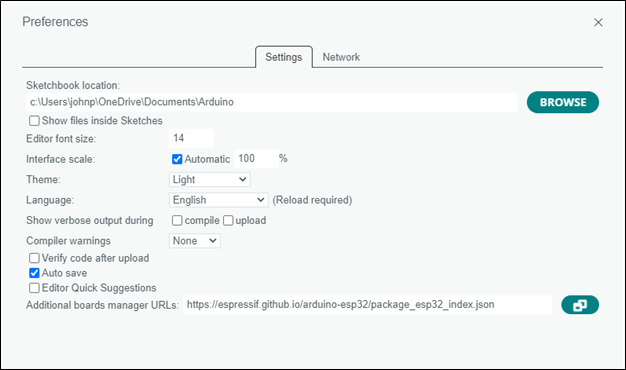 Preferences
Settings Network
Sketchbook location:
c:\Users\johnp\OneDrive\Documents\Arduino BROWSE
Show files inside Sketches
Editor font size: 14
Interface scale: Automatic 100 %
Theme: Light
Language: English (Reload required)
Show verbose output during compile upload
Compiler warnings None
Verify code after upload
Auto save
Editor Quick Suggestions
Additional boards manager URLs: https://espressif.github.io/arduino-esp32/package_esp32_index.json